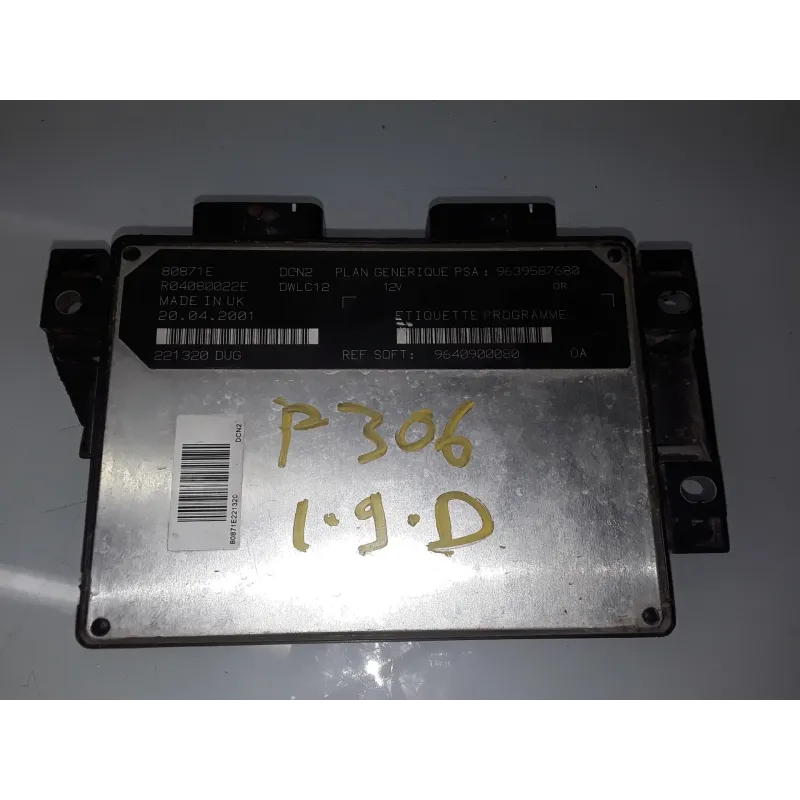 80871E DCN2 PLAN GENERIQUE PSA : 9639587680
R04080022E DWLC12 12V OR
MADE IN UK
20.04.2001 ETIQUETTE PROGRAMME
221320 DUG REF SOFT: 9640900080 0A
P306
1.9.D
DCN2
80871E221320